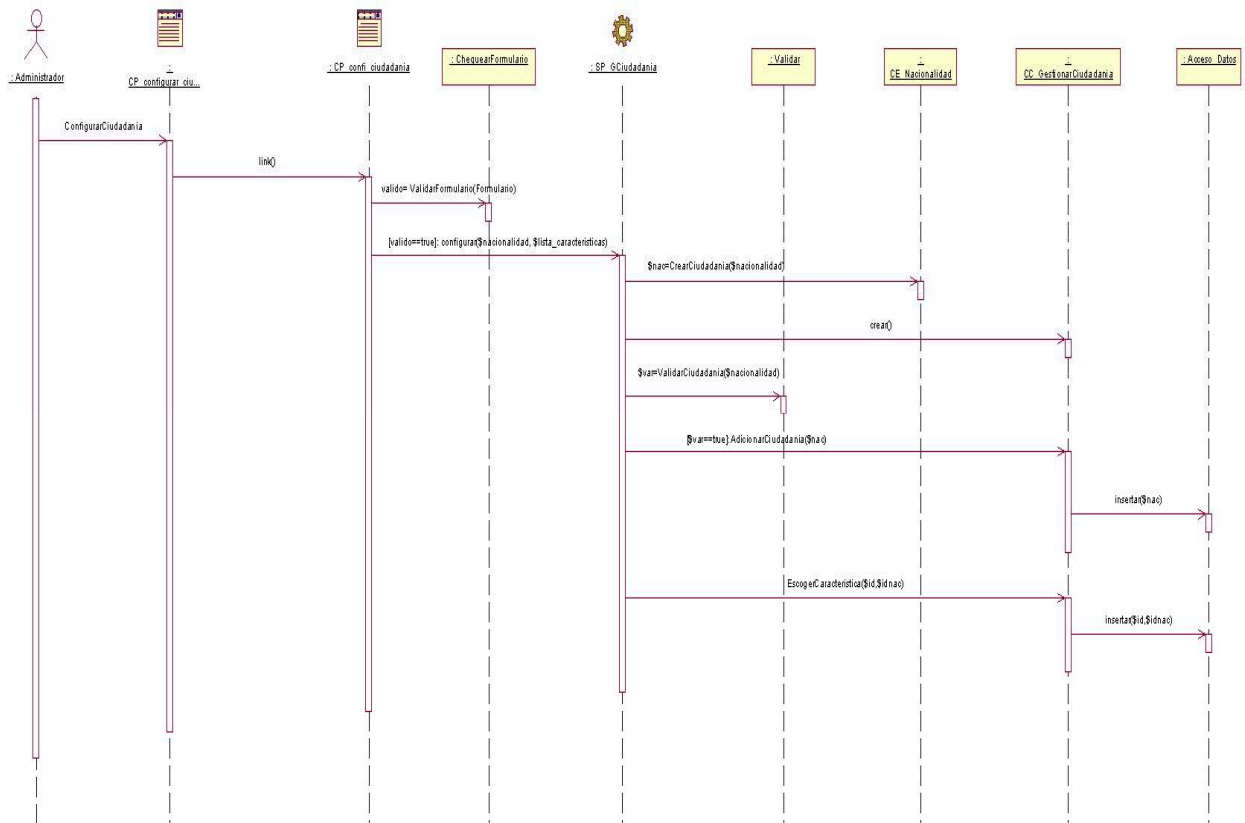 : Administrador
:
CP_configurar_ciu...
: CP_confi_ciudadania
: ChequearFormulario
: SP_GCiudadania
: Validar
:
CE_Nacionalidad
:
CC_GestionarCiudadania
: Acceso_Datos
ConfigurarCiudadania
link()
valido= ValidarFormulario(Formulario)
[valido==true]: configurar($nacionalidad, $lista_caracteristicas)
$nac=CrearCiudadania($nacionalidad)
crear()
$var=ValidarCiudadania($nacionalidad)
[$var==true]:AdicionarCiudadania($nac)
insertar($nac)
EscogerCaracteristica($id,$idnac)
insertar($id,$idnac)